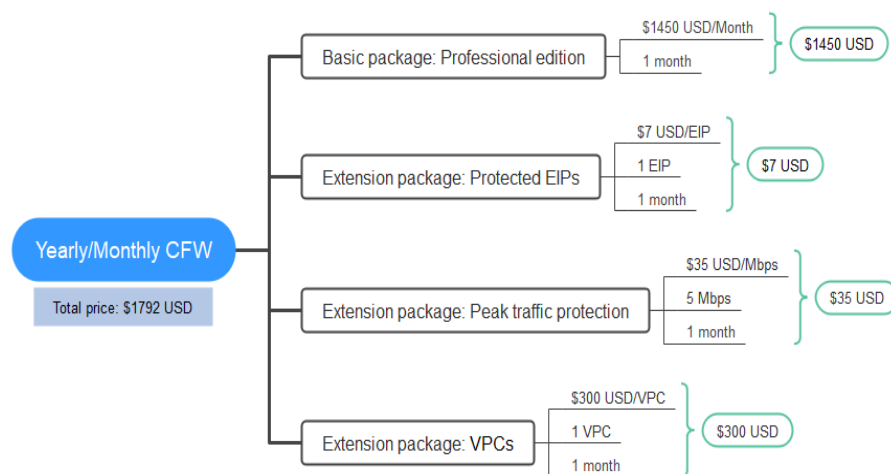 Yearly/Monthly CFW
Total price: $1792 USD
Basic package: Professional edition
$1450 USD/Month
1 month
$1450 USD
Extension package: Protected EIPs
$7 USD/EIP
1 EIP
1 month
$7 USD
Extension package: Peak traffic protection
$35 USD/Mbps
5 Mbps
1 month
$35 USD
Extension package: VPCs
$300 USD/VPC
1 VPC
1 month
$300 USD